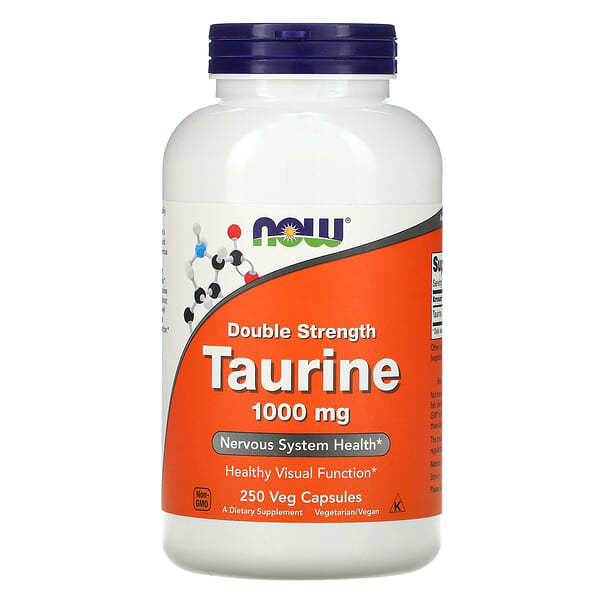 NOW®
Double Strength
Taurine
1000 mg
Nervous System Health*
Healthy Visual Function*
250 Veg Capsules
A Dietary Supplement Vegetarian/Vegan
Non-
GMO
K